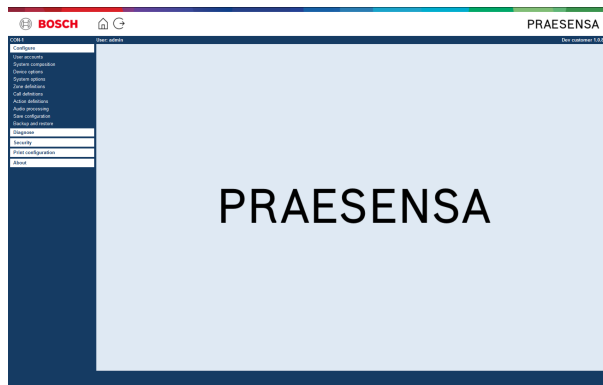 BOSCH
PRAESENSA
CON-1
User: admin
Dev customer 1.0.
Configure
User accounts
System composition
Device options
System options
Zone definitions
Call definitions
Action definitions
Audio processing
Save configuration
Backup and restore
Diagnose
Security
Print configuration
About
PRAESENSA